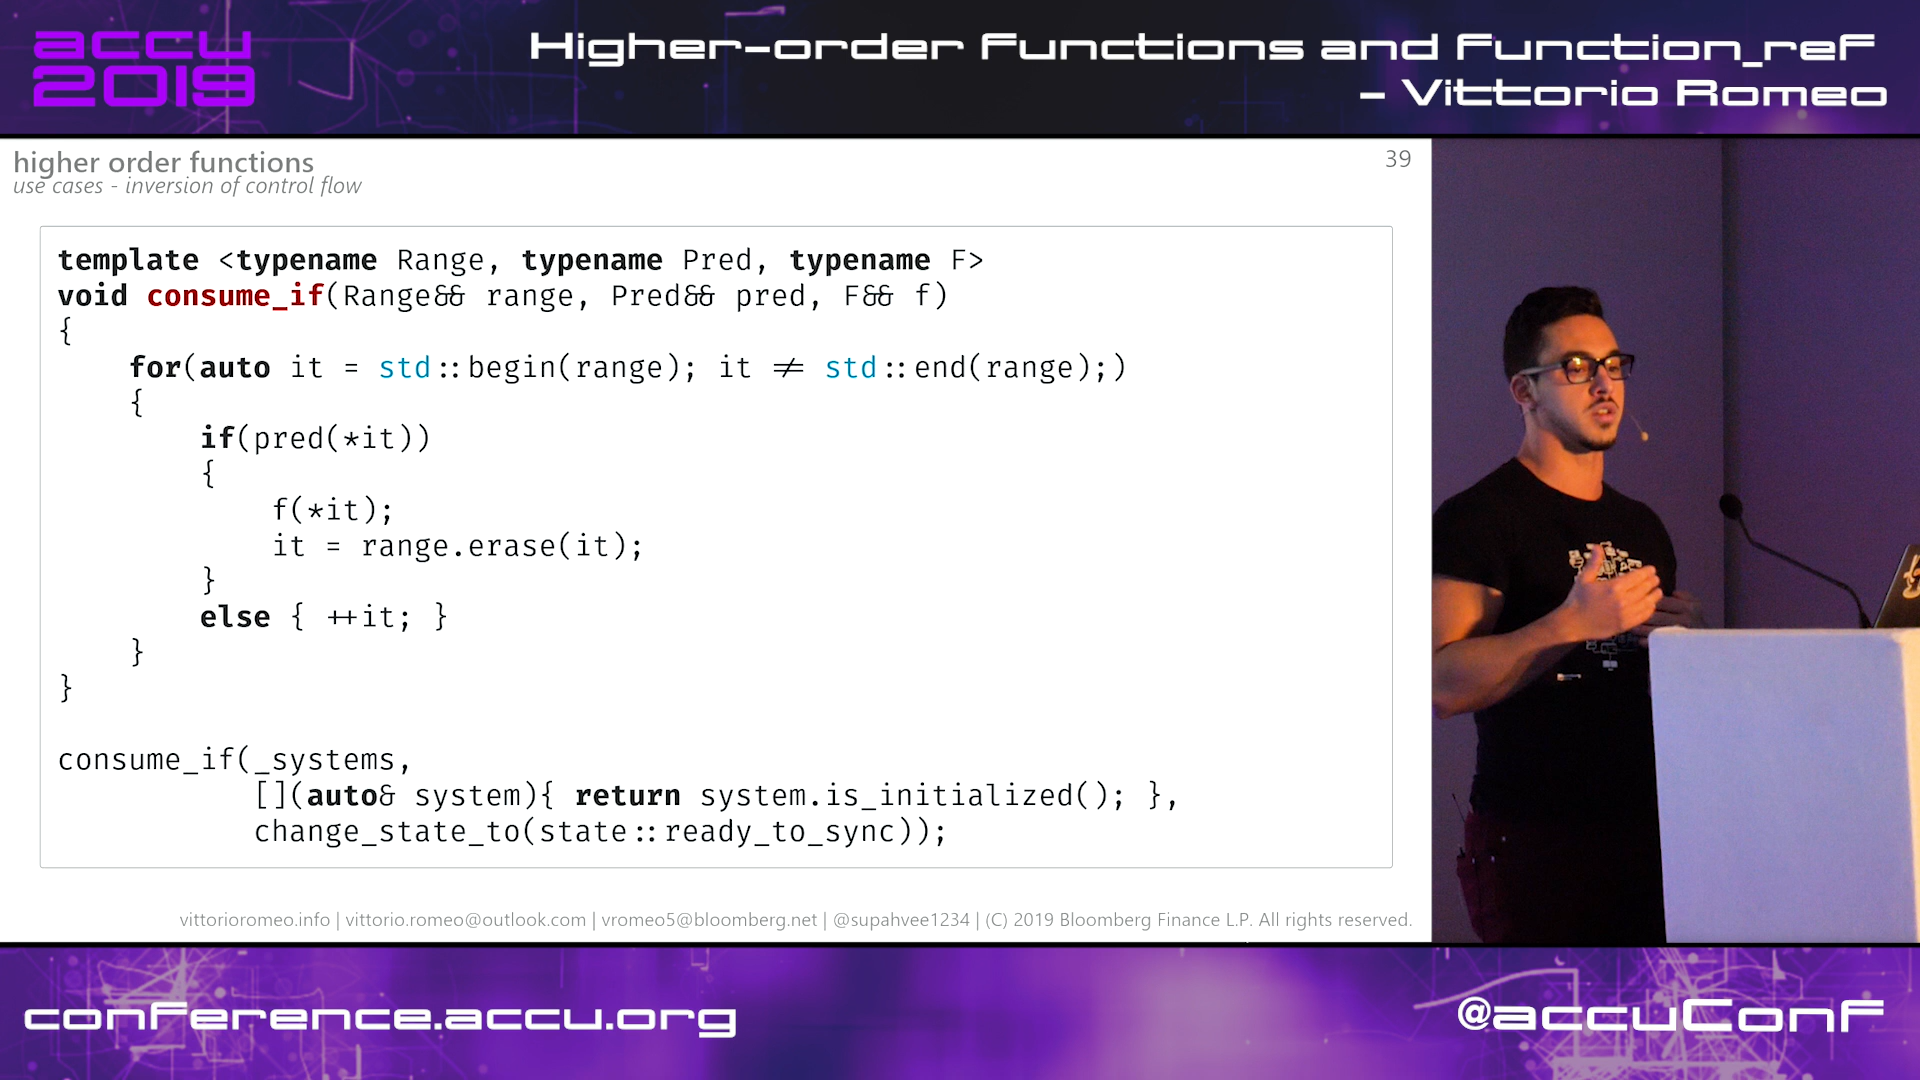 accu
2019
Higher-order Functions and Function_ref
- Vittorio Romeo
higher order functions
use cases - inversion of control flow
39
template <typename Range, typename Pred, typename F>
void consume_if(Range&& range, Pred&& pred, F&& f)
{
for(auto it = std::begin(range); it != std::end(range);)
{
if(pred(*it))
{
f(*it);
it = range.erase(it);
}
else { ++it; }
}
}
consume_if(_systems,
[](auto& system){ return system.is_initialized(); },
change_state_to(state::ready_to_sync));
vittorioromeo.info | vittorio.romeo@outlook.com | vromeo5@bloomberg.net | @supahvee1234 | (C) 2019 Bloomberg Finance L.P. All rights reserved.
conference.accu.org
@accuConf